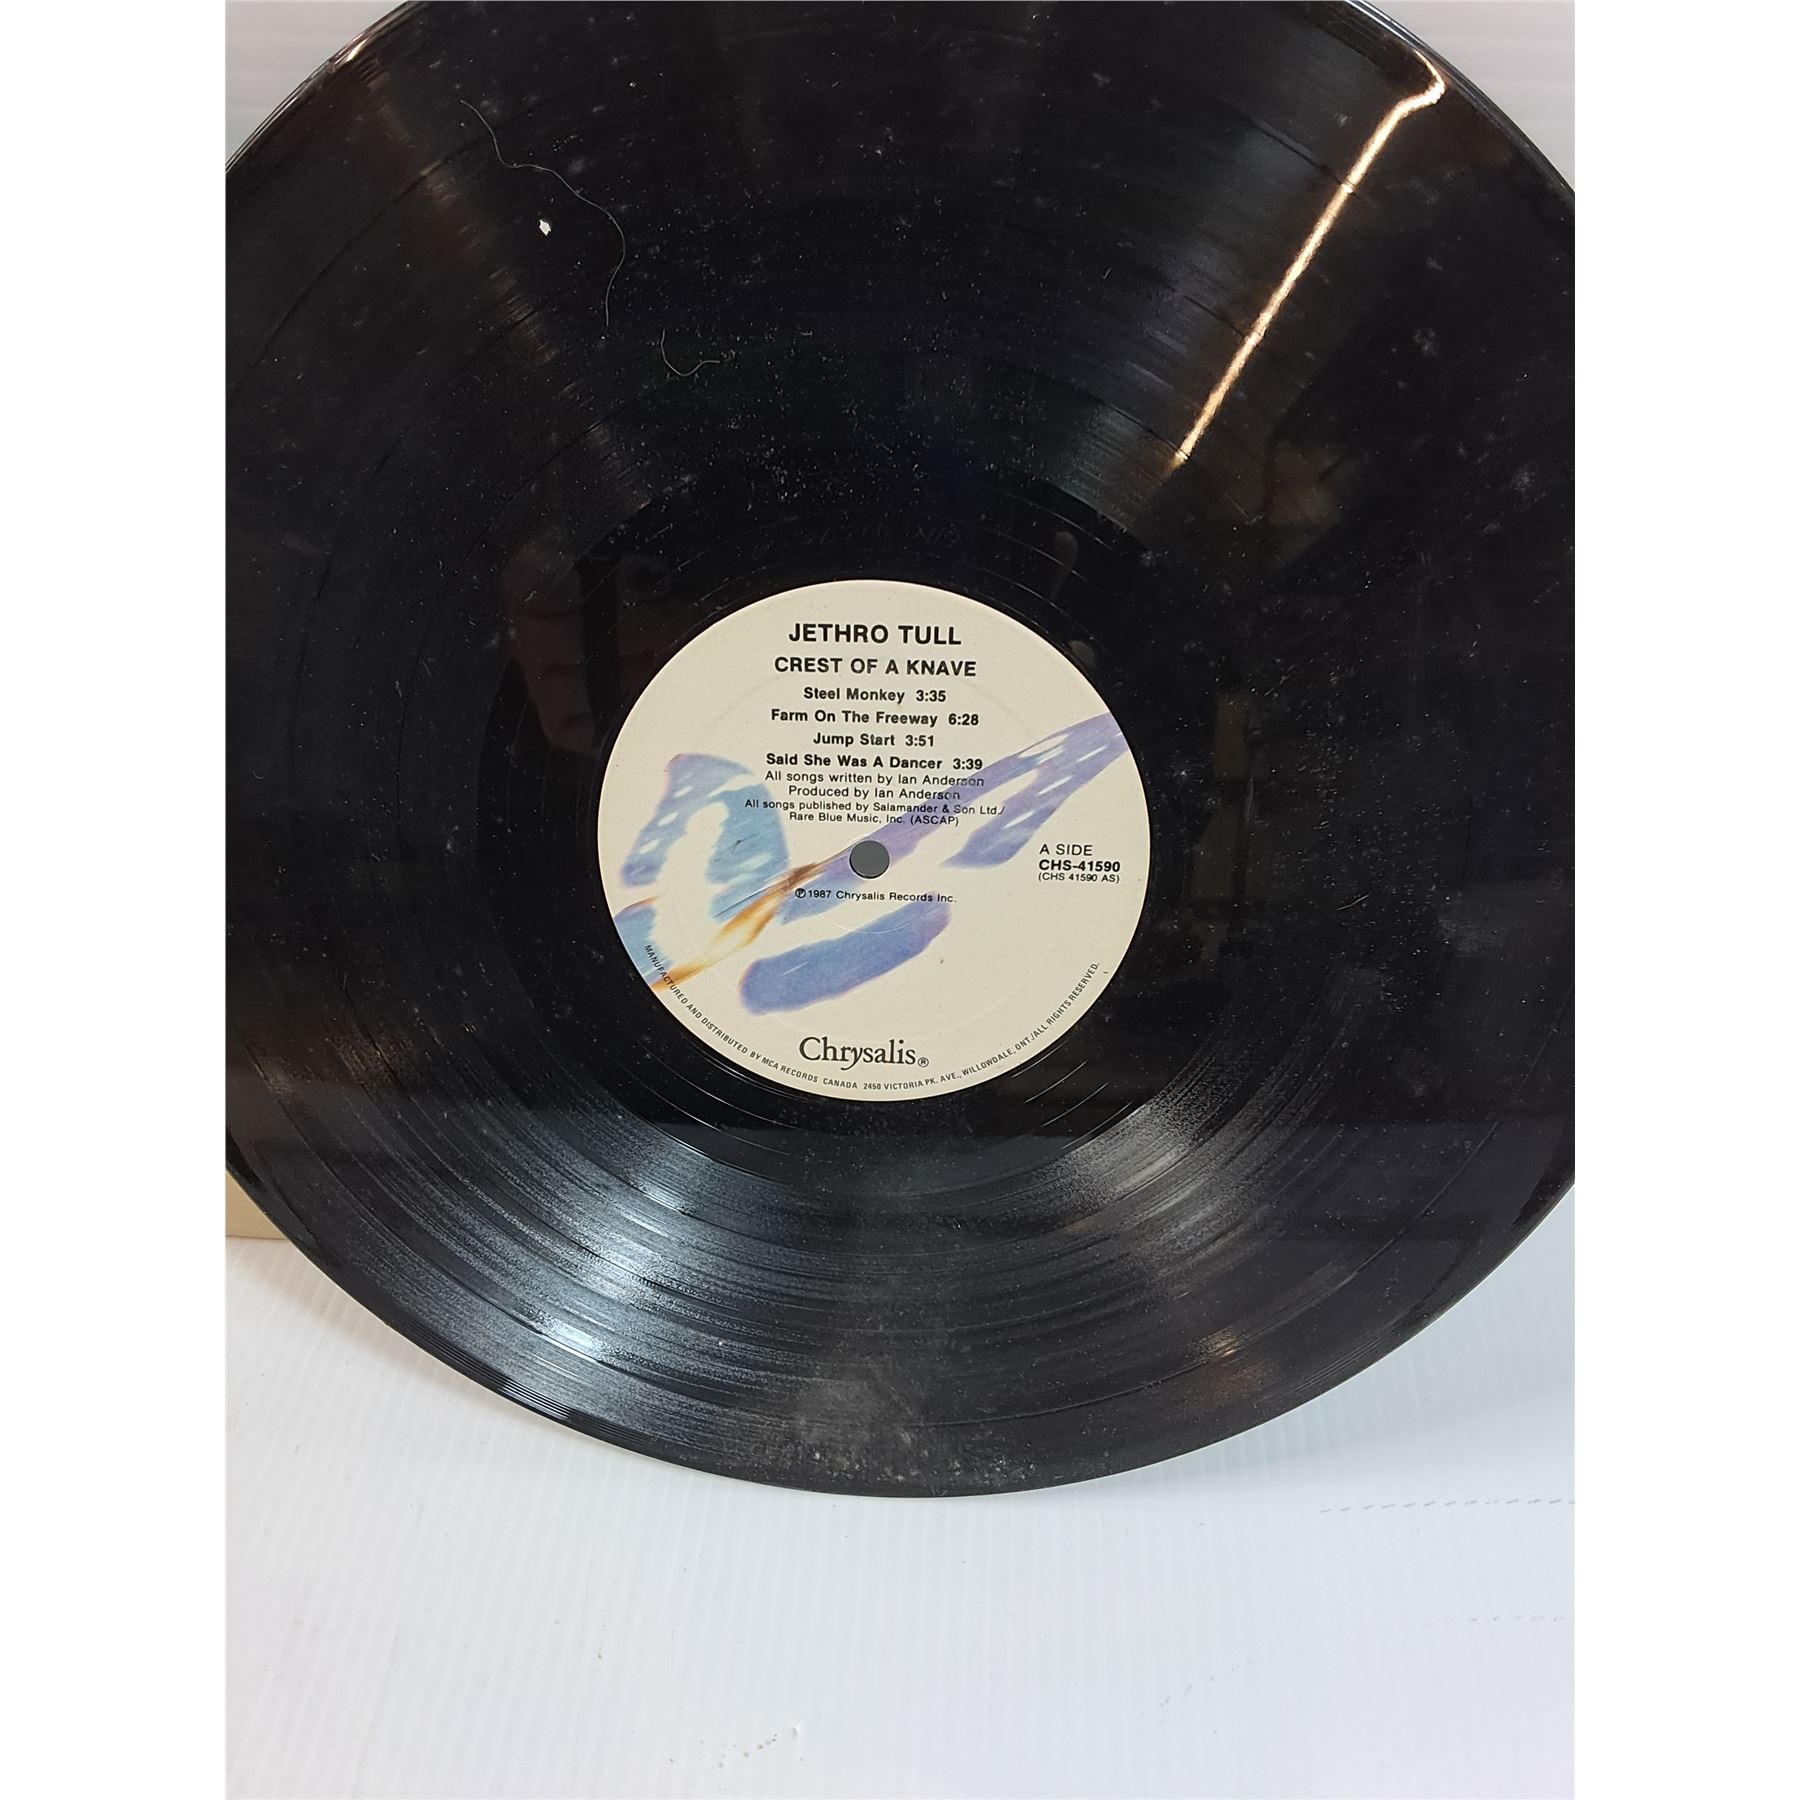 JETHRO TULL
CREST OF A KNAVE
Steel Monkey 3:35
Farm On The Freeway 6:28
Jump Start 3:51
Said She Was A Dancer 3:39
All songs written by Ian Anderson
Produced by Ian Anderson
All songs published by Salamander & Son Ltd./
Rare Blue Music, Inc. (ASCAP)
A SIDE
CHS-41590
(CHS 41590 AS)
℗1987 Chrysalis Records Inc.
Chrysalis®
MANUFACTURED AND DISTRIBUTED BY MCA RECORDS CANADA 2450 VICTORIA PK. AVE., WILLOWDALE, ONT./ALL RIGHTS RESERVED.